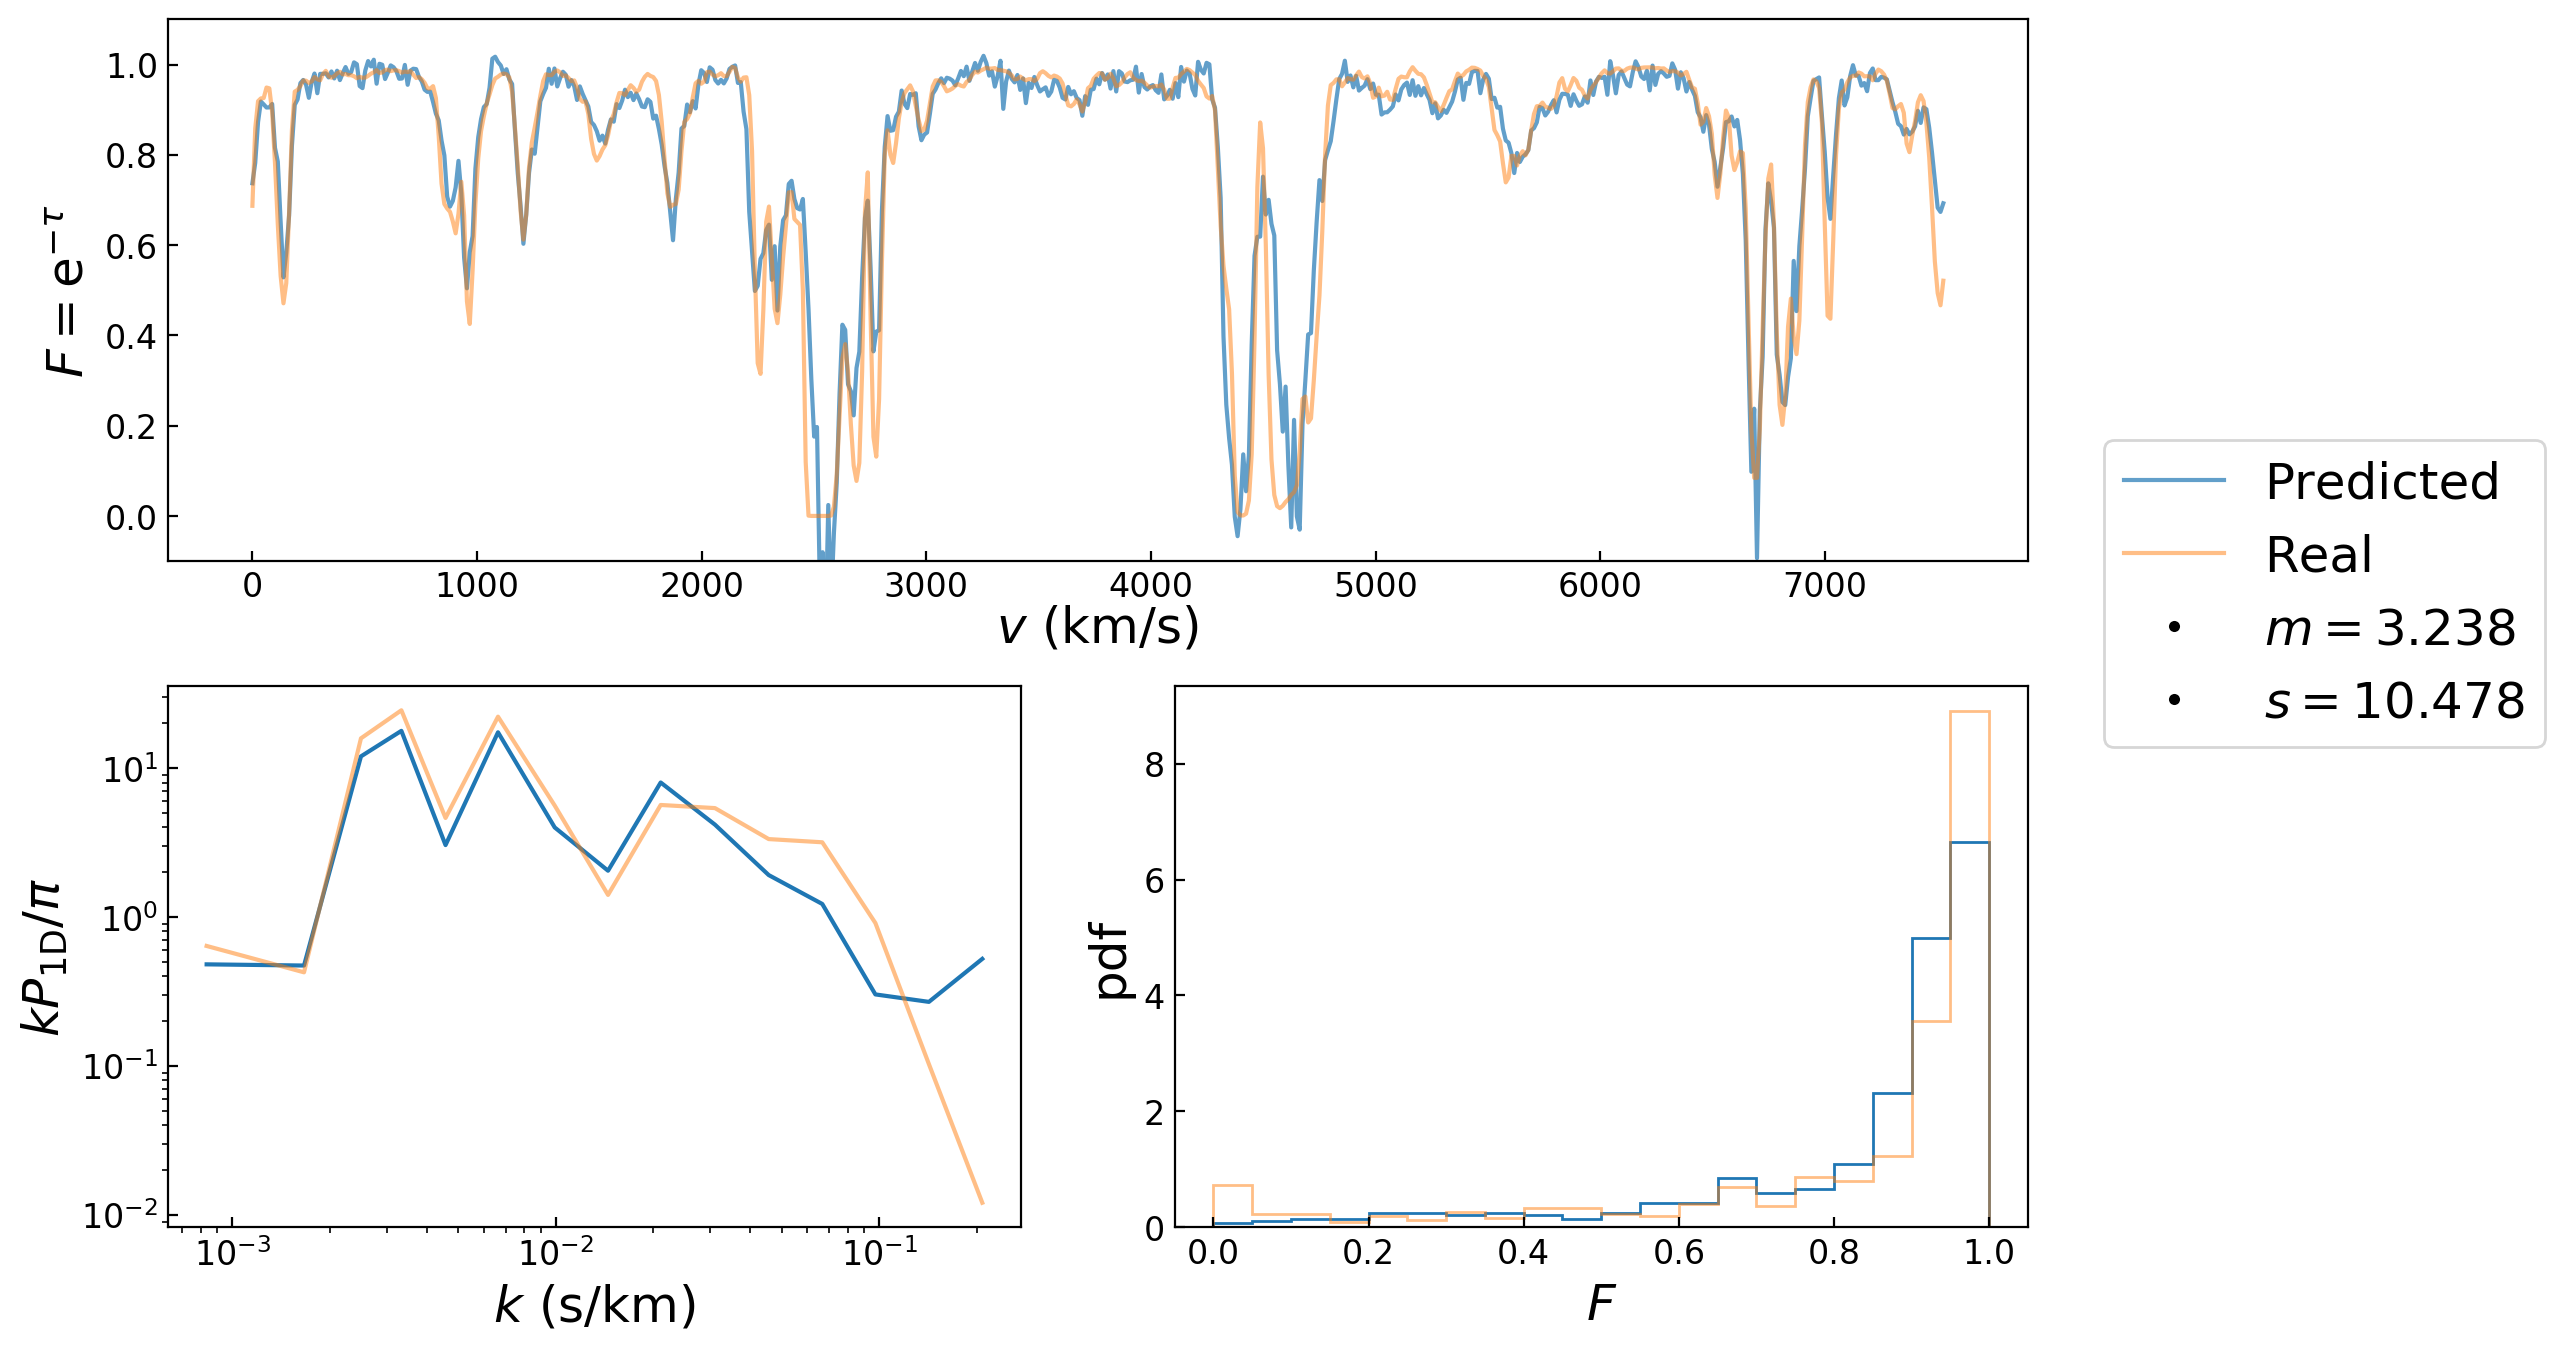 1.0
0.8
0.6
0.4
0.2
0.0
F = e^{−τ}
0 1000 2000 3000 4000 5000 6000 7000
v (km/s)
Predicted
Real
m = 3.238
s = 10.478
10^1
10^0
10^{−1}
10^{−2}
kP_{1D}/π
10^{−3} 10^{−2} 10^{−1}
k (s/km)
8
6
4
2
0
pdf
0.0 0.2 0.4 0.6 0.8 1.0
F